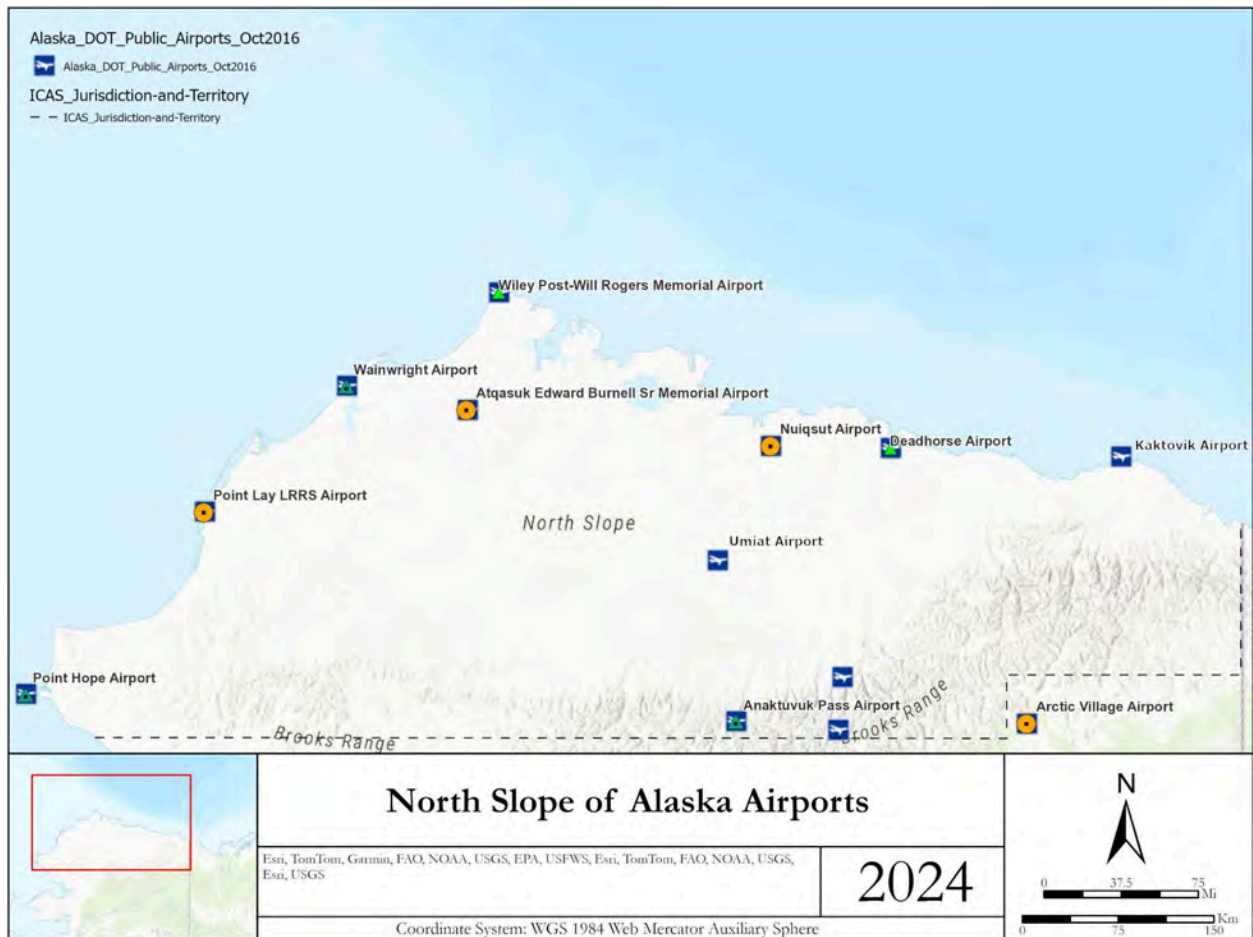 Alaska_DOT_Public_Airports_Oct2016
Alaska_DOT_Public_Airports_Oct2016
ICAS_Jurisdiction-and-Territory
ICAS_Jurisdiction-and-Territory
Wiley Post-Will Rogers Memorial Airport
Wainwright Airport
Atqasuk Edward Burnell Sr Memorial Airport
Nuiqsut Airport
Deadhorse Airport
Kaktovik Airport
Point Lay LRRS Airport
North Slope
Umiat Airport
Point Hope Airport
Anaktuvuk Pass Airport
Arctic Village Airport
Brooks Range
Brooks Range
North Slope of Alaska Airports
N
Esri, TomTom, Garmin, FAO, NOAA, USGS, EPA, USFWS, Esri, TomTom, FAO, NOAA, USGS,
Esri, USGS
2024
0 37.5 75
Mi
Km
0 75 150
Coordinate System: WGS 1984 Web Mercator Auxiliary Sphere